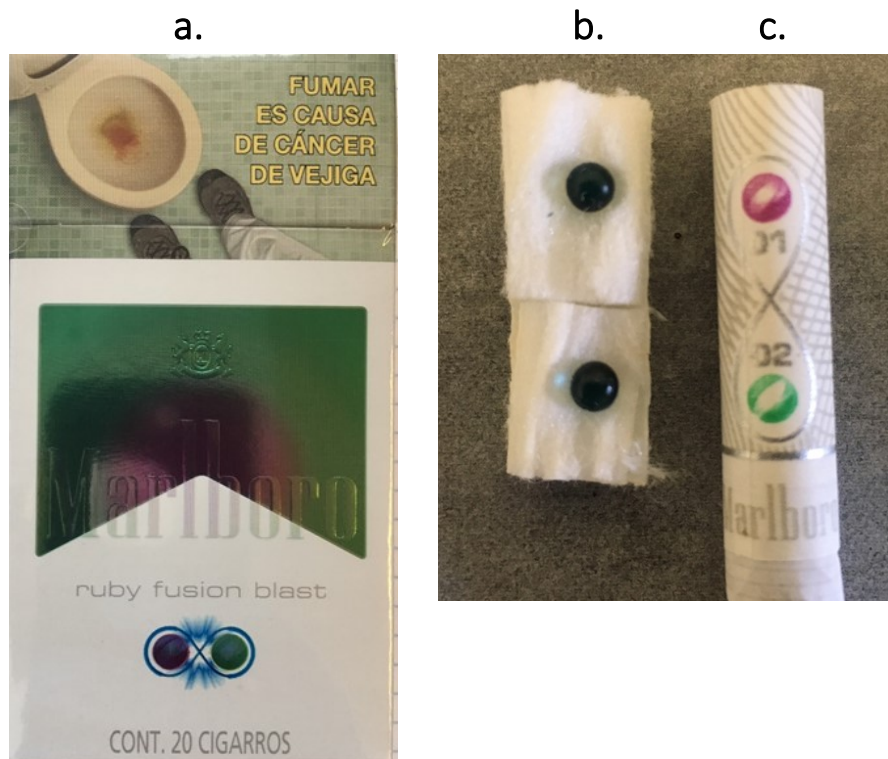 a.
b.
c.
FUMAR
ES CAUSA
DE CÁNCER
DE VEJIGA
Marlboro
ruby fusion blast
CONT. 20 CIGARROS
01
02
Marlboro